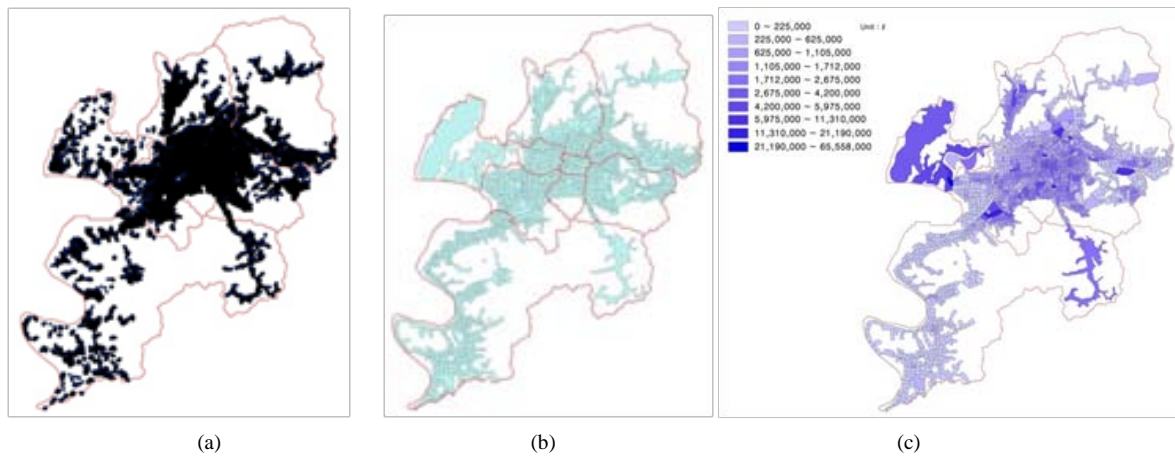 0 ~ 225,000
Unit : #
225,000 ~ 625,000
625,000 ~ 1,105,000
1,105,000 ~ 1,712,000
1,712,000 ~ 2,675,000
2,675,000 ~ 4,200,000
4,200,000 ~ 5,975,000
5,975,000 ~ 11,310,000
11,310,000 ~ 21,190,000
21,190,000 ~ 65,558,000
(a)
(b)
(c)